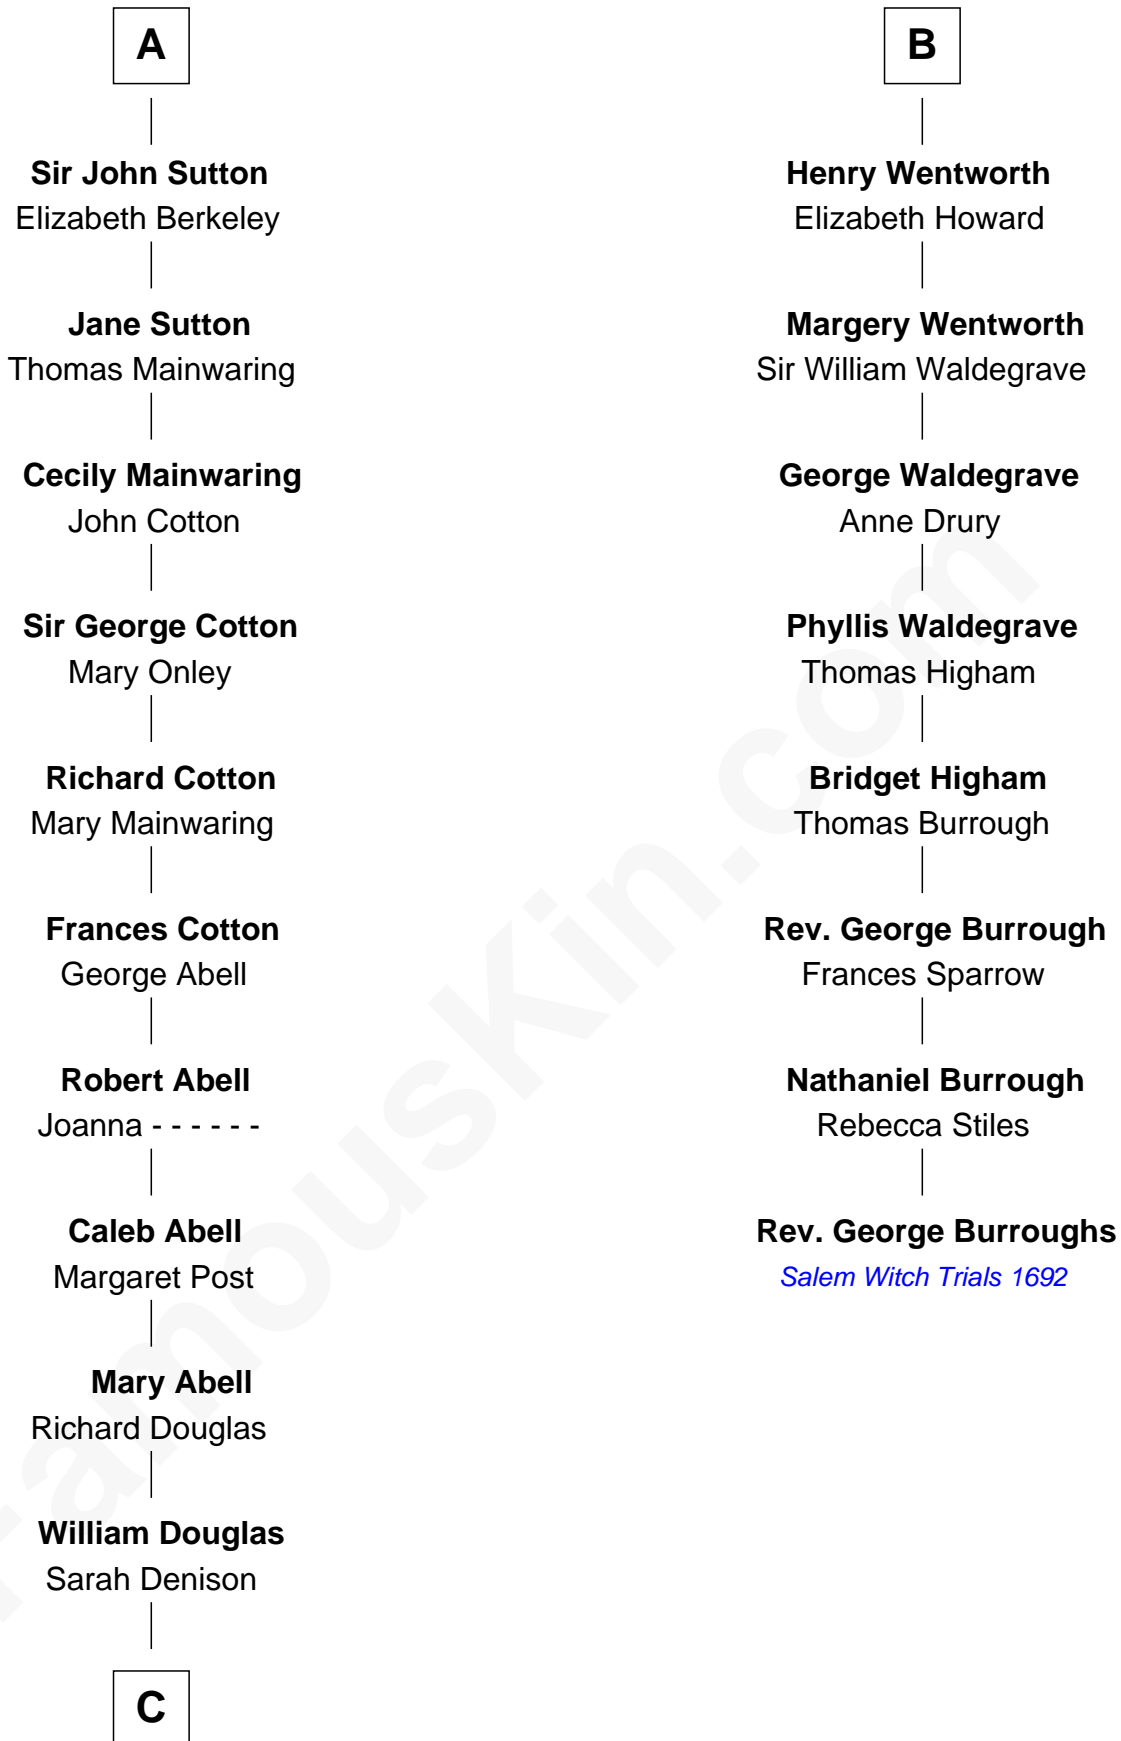 A
Sir John Sutton
Elizabeth Berkeley
Jane Sutton
Thomas Mainwaring
Cecily Mainwaring
John Cotton
Sir George Cotton
Mary Onley
Richard Cotton
Mary Mainwaring
Frances Cotton
George Abell
Robert Abell
Joanna - - - - - -
Caleb Abell
Margaret Post
Mary Abell
Richard Douglas
William Douglas
Sarah Denison
C
B
Henry Wentworth
Elizabeth Howard
Margery Wentworth
Sir William Waldegrave
George Waldegrave
Anne Drury
Phyllis Waldegrave
Thomas Higham
Bridget Higham
Thomas Burrough
Rev. George Burrough
Frances Sparrow
Nathaniel Burrough
Rebecca Stiles
Rev. George Burroughs
Salem Witch Trials 1692
FamousKin.com